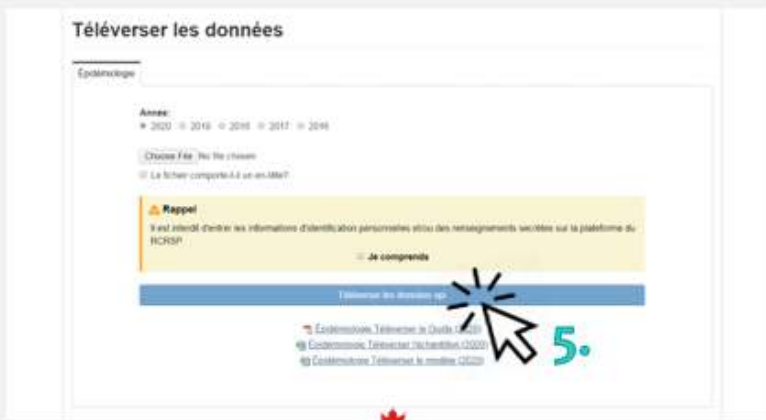 Téléverser les données
Épidémiologie
Année:
2020 2019 2018 2017 2016
Choose File No file chosen
Le fichier comporte-t-il un en-tête?
Rappel
Il est interdit d'entrer les informations d'identification personnelles et/ou des renseignements secrètes sur la plateforme du
RCRSP
Je comprends
Téléverser les données
Épidémiologie Téléverser le Guide (2020)
Épidémiologie Téléverser l'échantillon (2020)
Épidémiologie Téléverser le modèle (2020)
5.